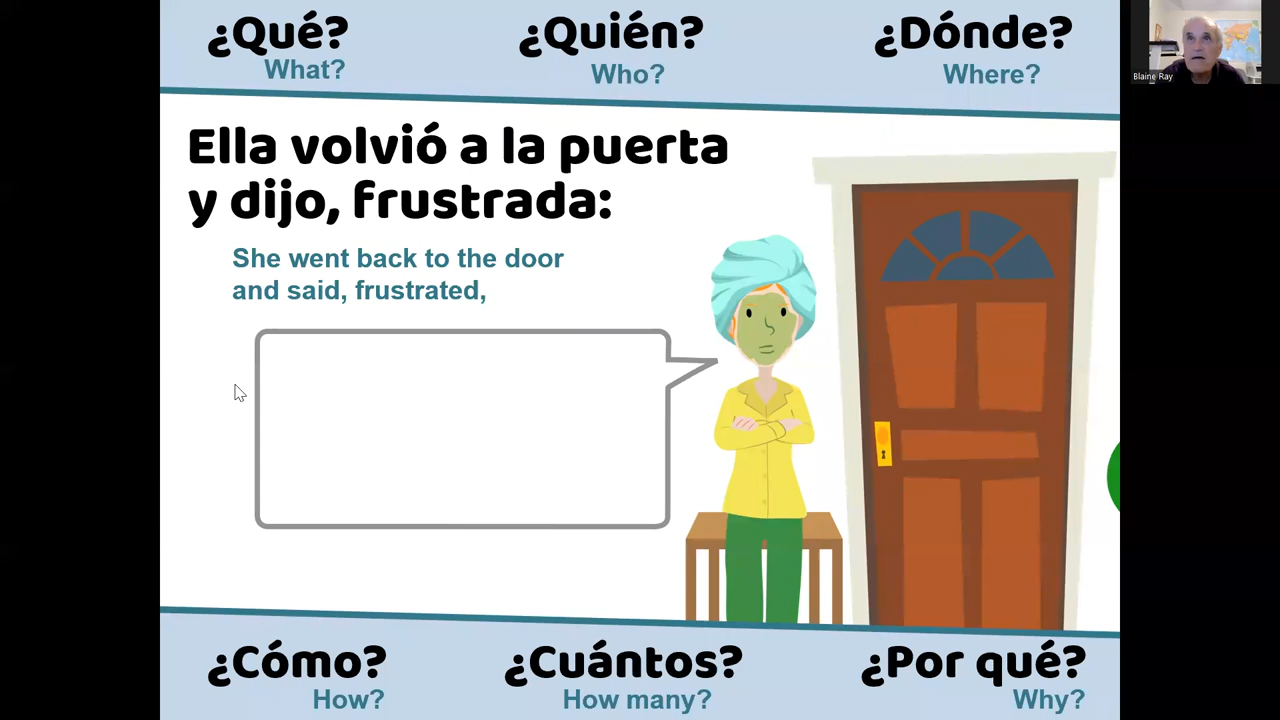 ¿Qué?
What?
¿Quién?
Who?
¿Dónde?
Where?
Blaine Ray
Ella volvió a la puerta
y dijo, frustrada:
She went back to the door
and said, frustrated,
¿Cómo?
How?
¿Cuántos?
How many?
¿Por qué?
Why?